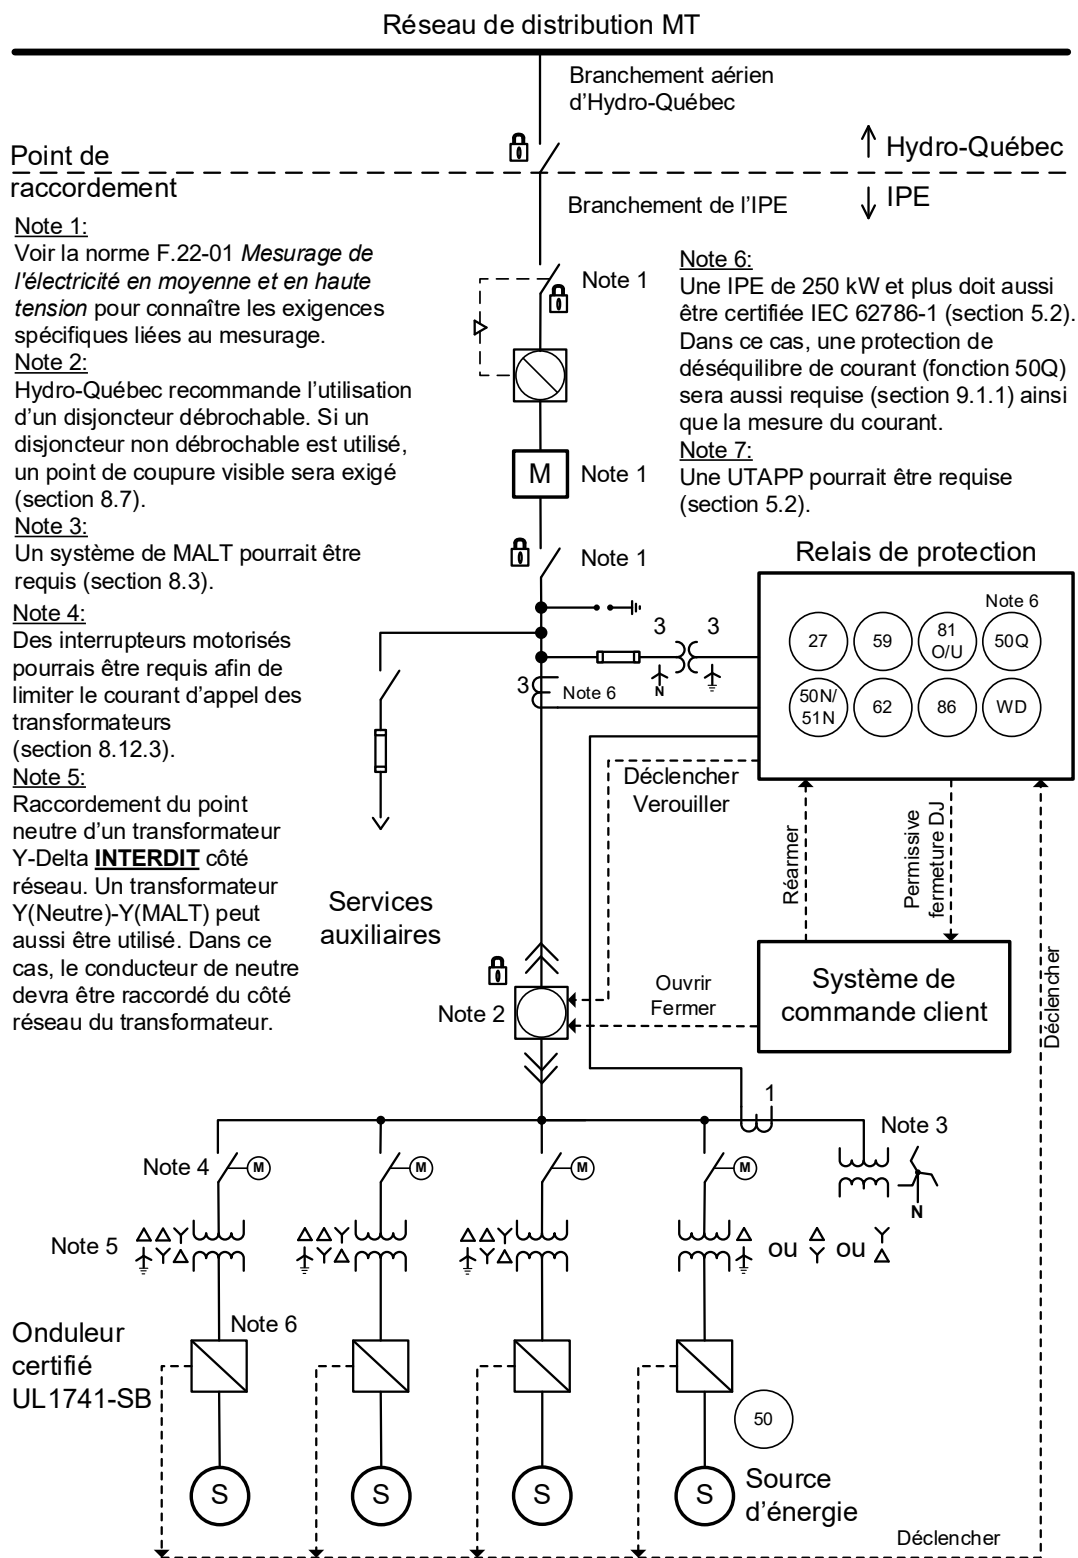 Réseau de distribution MT
Branchement aérien
d'Hydro-Québec
Point de
raccordement
Hydro-Québec
IPE
Branchement de l'IPE
Note 1:
Voir la norme F.22-01 Mesurage de
l'électricité en moyenne et en haute
tension pour connaître les exigences
spécifiques liées au mesurage.
Note 2:
Hydro-Québec recommande l'utilisation
d'un disjoncteur débrochable. Si un
disjoncteur non débrochable est utilisé,
un point de coupure visible sera exigé
(section 8.7).
Note 3:
Un système de MALT pourrait être
requis (section 8.3).
Note 4:
Des interrupteurs motorisés
pourrais être requis afin de
limiter le courant d'appel des
transformateurs
(section 8.12.3).
Note 5:
Raccordement du point
neutre d'un transformateur
Y-Delta INTERDIT côté
réseau. Un transformateur
Y(Neutre)-Y(MALT) peut
aussi être utilisé. Dans ce
cas, le conducteur de neutre
devra être raccordé du côté
réseau du transformateur.
Note 1
Note 6:
Une IPE de 250 kW et plus doit aussi
être certifiée IEC 62786-1 (section 5.2).
Dans ce cas, une protection de
déséquilibre de courant (fonction 50Q)
sera aussi requise (section 9.1.1) ainsi
que la mesure du courant.
Note 7:
Une UTAPP pourrait être requise
(section 5.2).
M
Note 1
Note 1
Relais de protection
Note 6
27
59
81
O/U
50Q
50N/
51N
62
86
WD
3
3
N
3
Note 6
Déclencher
Verouiller
Réarmer
Permissive
fermeture DJ
Déclencher
Services
auxiliaires
Système de
commande client
Ouvrir
Fermer
Note 2
1
Note 3
N
Note 4
M
M
M
M
Note 5
ou
ou
Onduleur
certifié
UL1741-SB
Note 6
50
S
S
S
S
Source
d'énergie
Déclencher